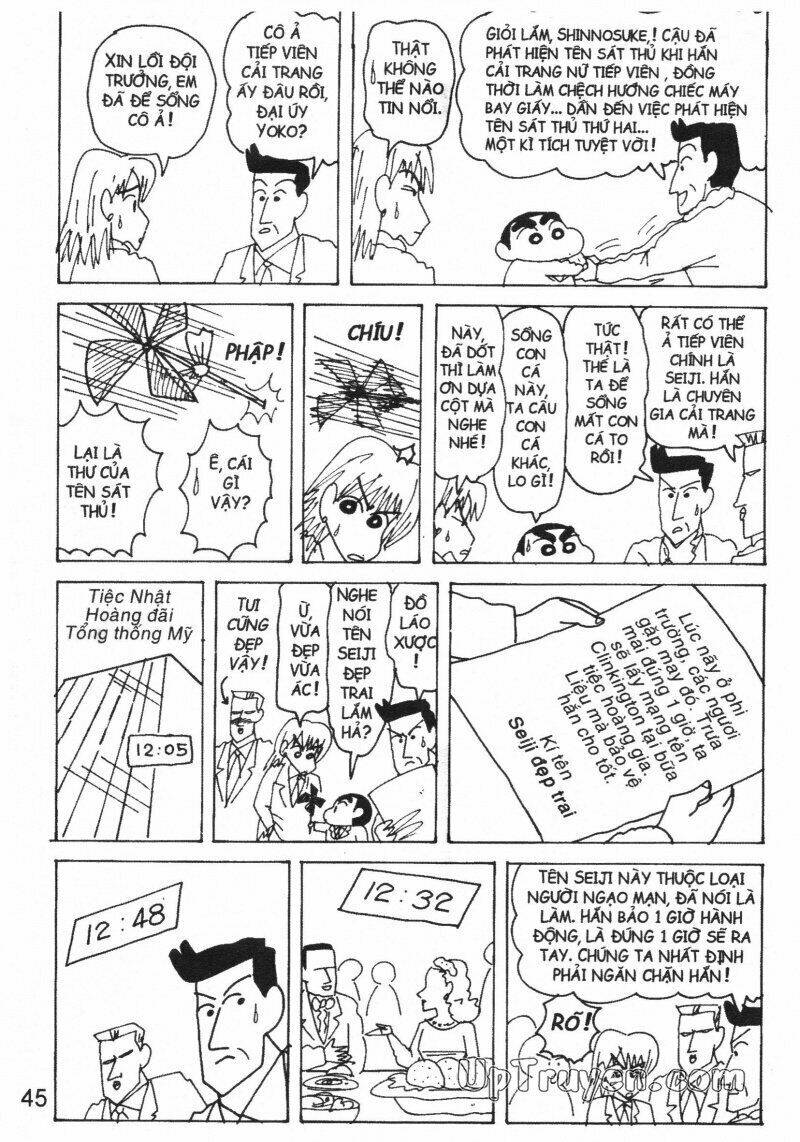 GIỎI LẮM, SHINNOSUKE,! CẬU ĐÃ
PHÁT HIỆN TÊN SÁT THỦ KHI HẮN
CẢI TRANG NỮ TIẾP VIÊN, ĐỒNG
THỜI LÀM CHỆCH HƯỚNG CHIẾC MÁY
BAY GIẤY... DẪN ĐẾN VIỆC PHÁT HIỆN
TÊN SÁT THỦ THỨ HAI...
MỘT KÌ TÍCH TUYỆT VỜI!
THẬT
KHÔNG
THỂ NÀO
TIN NỔI.
CÔ Ả
TIẾP VIÊN
CẢI TRANG
ẤY ĐÂU RỒI,
ĐẠI ÚY
YOKO?
XIN LỖI ĐỘI
TRƯỞNG, EM
ĐÃ ĐỂ SỔNG
CÔ Ả!
RẤT CÓ THỂ
Ả TIẾP VIÊN
CHÍNH LÀ
SEIJI. HẮN
LÀ CHUYÊN
GIA CẢI TRANG
MÀ!
TỨC
THẬT!
THẾ LÀ
TA ĐỂ
SỔNG
MẤT CON
CÁ TO
RỒI!
SỔNG
CON
CÁ
NÀY,
TA CÂU
CON
CÁ
KHÁC,
LO GÌ!
NÀY,
ĐÃ DỐT
THÌ LÀM
ƠN DỰA
CỘT MÀ
NGHE
NHÉ!
CHÍU!
PHẬP!
Ê, CÁI
GÌ
VẬY?
LẠI LÀ
THƯ CỦA
TÊN SÁT
THỦ!
Lúc này ở phi
trường, các ngươi
gặp may đó. Trưa
mai đúng 1 giờ, ta
sẽ lấy mạng tên
Clinkington tại bữa
tiệc hoàng gia.
Liệu mà bảo vệ
hắn cho tốt.
Kí tên
Seiji đẹp trai
ĐỒ
LÁO
XƯỢC!
NGHE
NÓI
TÊN
SEIJI
ĐẸP
TRAI
LẮM
HẢ?
Ừ,
VỪA
ĐẸP
VỪA
ÁC!
TUI
CŨNG
ĐẸP
VẬY!
Tiệc Nhật
Hoàng đãi
Tổng thống Mỹ
12:05
TÊN SEIJI NÀY THUỘC LOẠI
NGƯỜI NGẠO MẠN, ĐÃ NÓI LÀ
LÀM. HẮN BẢO 1 GIỜ HÀNH
ĐỘNG, LÀ ĐÚNG 1 GIỜ SẼ RA
TAY. CHÚNG TA NHẤT ĐỊNH
PHẢI NGĂN CHẶN HẮN!
RÕ!
12:32
12:48
UpTruyen.com
45